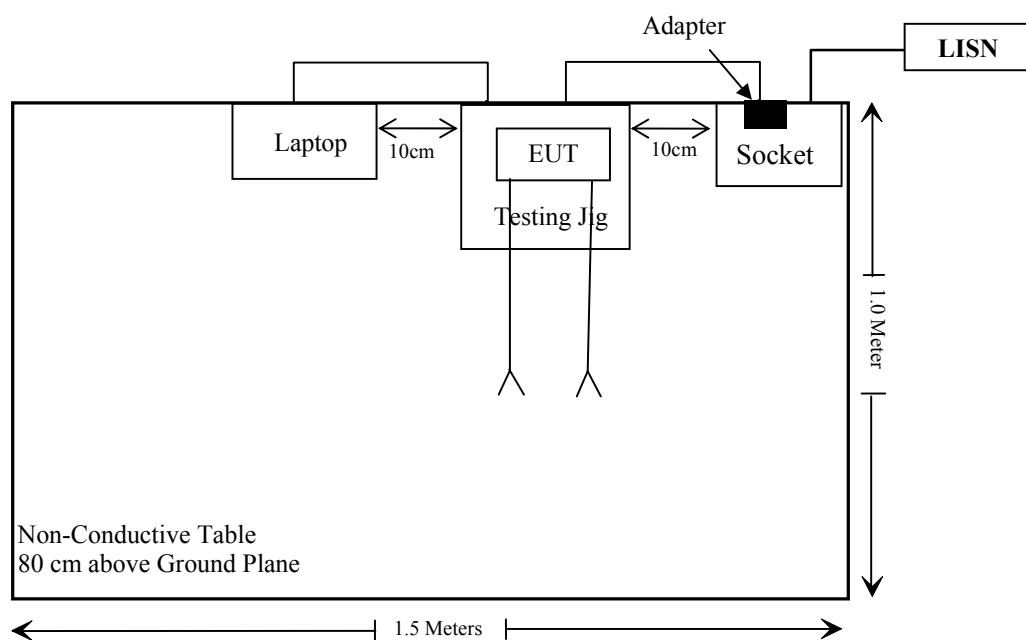 Adapter
LISN
Laptop
10cm
EUT
10cm
Socket
Testing Jig
1.0 Meter
Non-Conductive Table
80 cm above Ground Plane
1.5 Meters